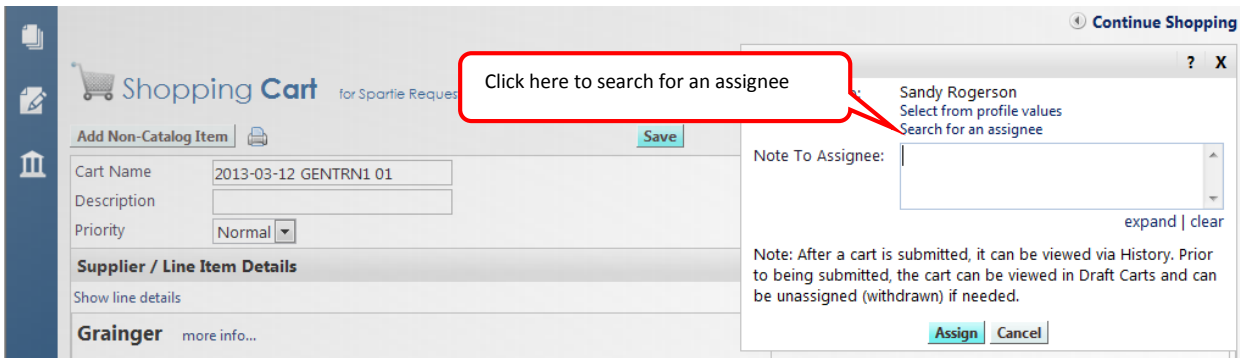 Continue Shopping
? X
Click here to search for an assignee
Shopping Cart for Spartie Reques
Sandy Rogerson
Select from profile values
Search for an assignee
Add Non-Catalog Item
Save
Note To Assignee:
Cart Name 2013-03-12 GENTRN1 01
Description
Priority Normal
expand | clear
Supplier / Line Item Details
Show line details
Grainger more info...
Note: After a cart is submitted, it can be viewed via History. Prior
to being submitted, the cart can be viewed in Draft Carts and can
be unassigned (withdrawn) if needed.
Assign Cancel